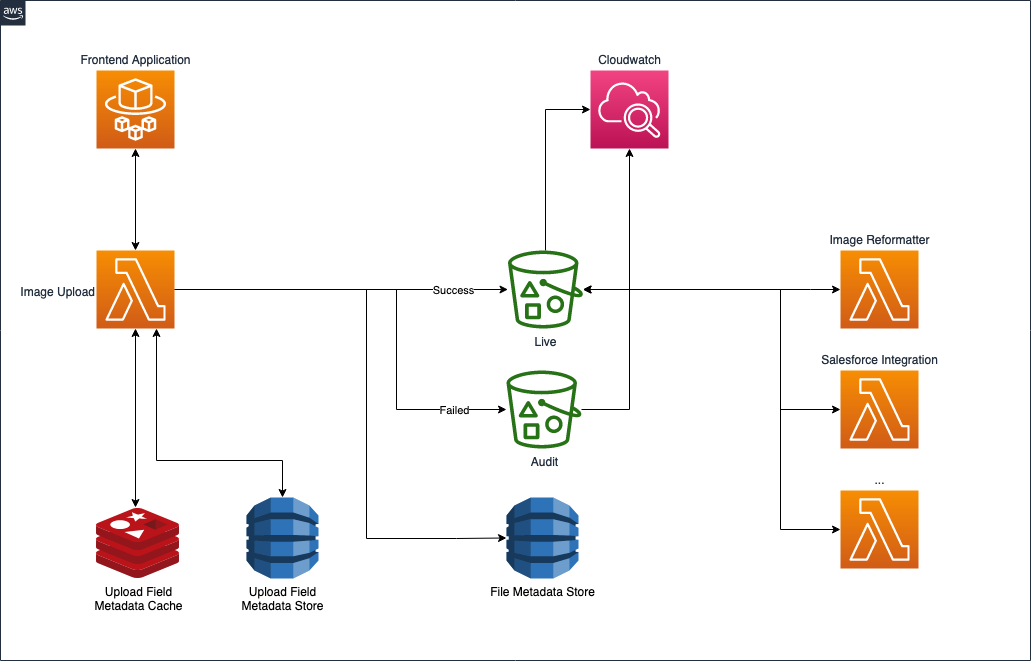 aws
Frontend Application
Cloudwatch
Image Reformatter
Image Upload
Success
Live
Salesforce Integration
Failed
Audit
...
Upload Field
Metadata Cache
Upload Field
Metadata Store
File Metadata Store